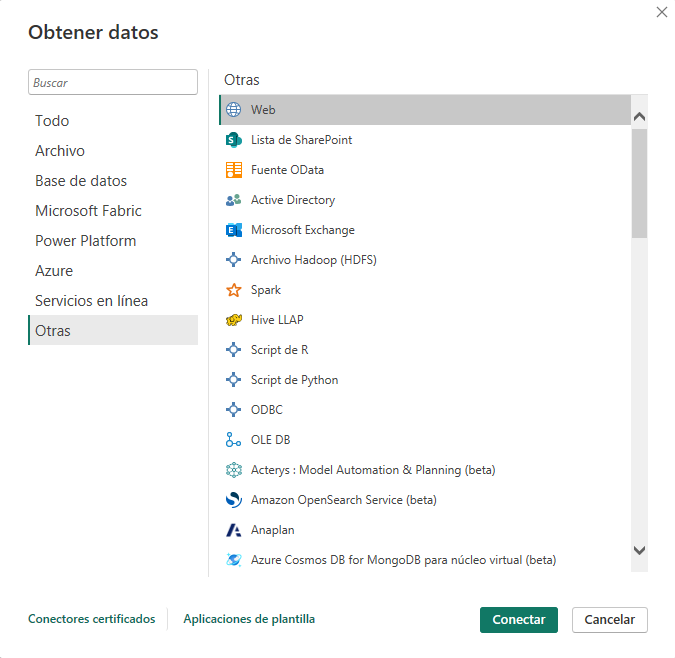 Obtener datos
Buscar
Todo
Archivo
Base de datos
Microsoft Fabric
Power Platform
Azure
Servicios en línea
Otras
Otras
Web
Lista de SharePoint
Fuente OData
Active Directory
Microsoft Exchange
Archivo Hadoop (HDFS)
Spark
Hive LLAP
Script de R
Script de Python
ODBC
OLE DB
Acterys : Model Automation & Planning (beta)
Amazon OpenSearch Service (beta)
Anaplan
Azure Cosmos DB for MongoDB para núcleo virtual (beta)
Conectores certificados
Aplicaciones de plantilla
Conectar
Cancelar